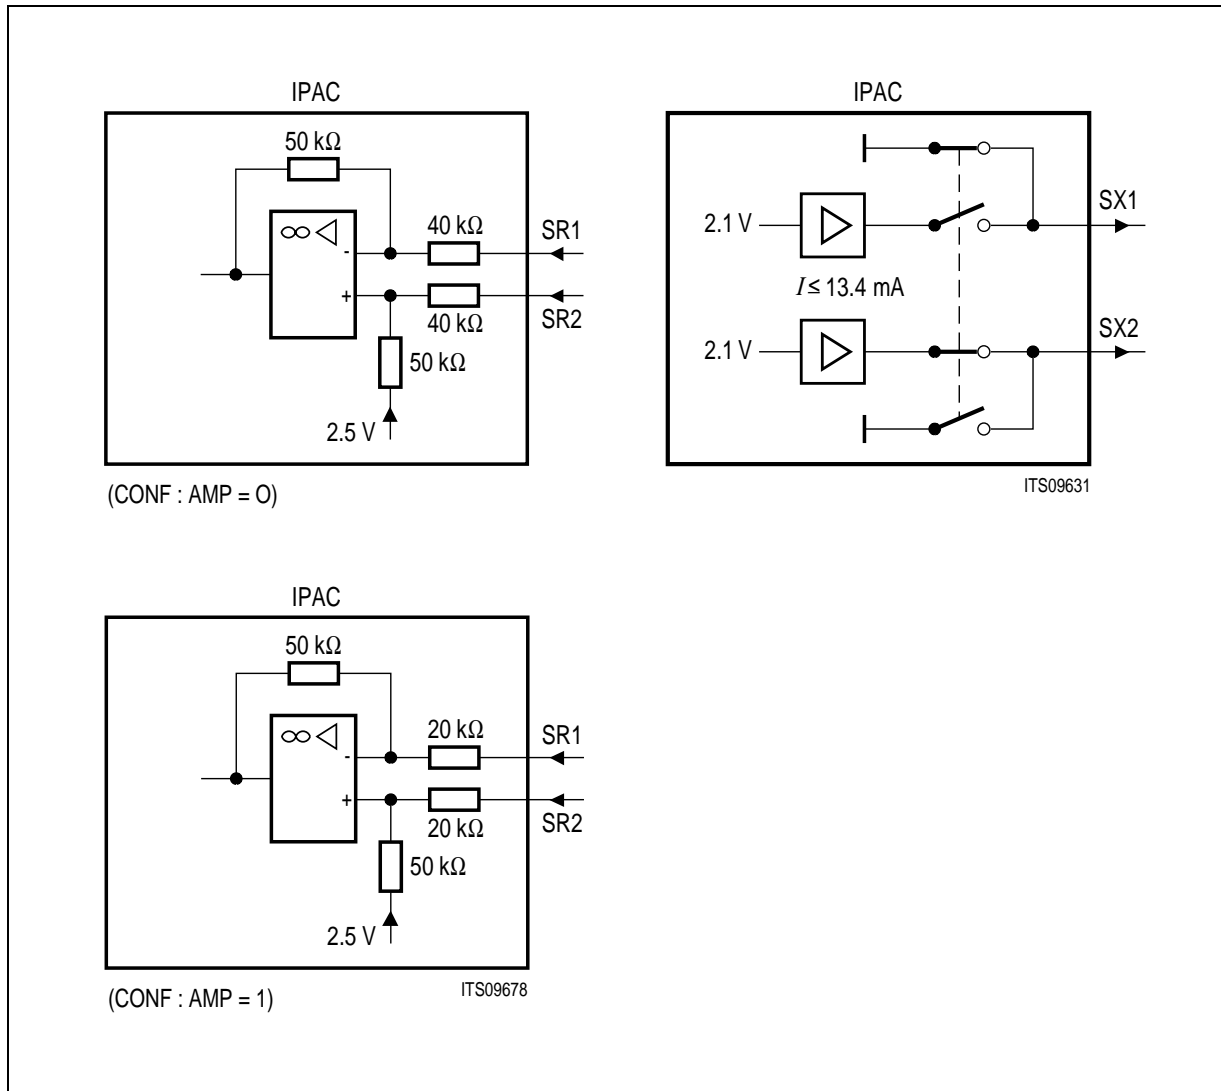 IPAC
50 kΩ
∞
-
40 kΩ
SR1
+
40 kΩ
SR2
50 kΩ
2.5 V
(CONF : AMP = O)
IPAC
2.1 V
SX1
I ≤ 13.4 mA
2.1 V
SX2
ITS09631
IPAC
50 kΩ
∞
-
20 kΩ
SR1
+
20 kΩ
SR2
50 kΩ
2.5 V
(CONF : AMP = 1)
ITS09678